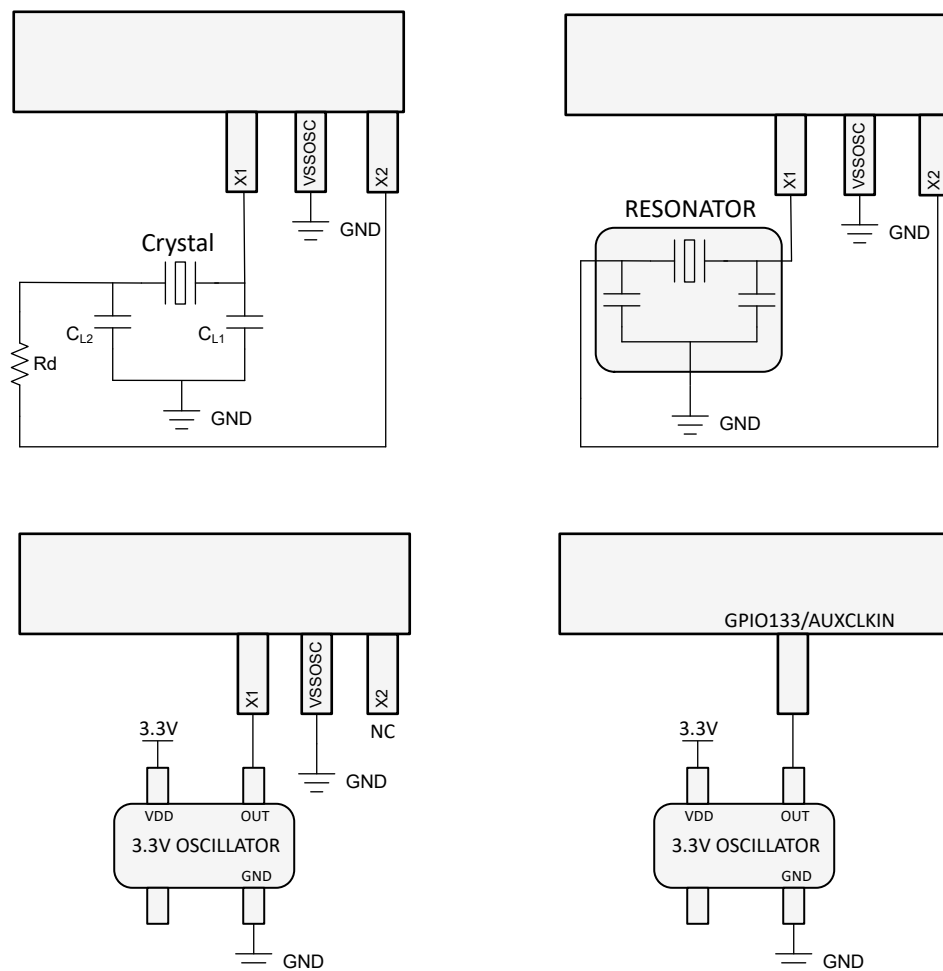 X1
VSSOSC
X2
GND
Crystal
CL2
CL1
Rd
GND
X1
VSSOSC
X2
GND
RESONATOR
GND
X1
VSSOSC
X2
NC
3.3V
GND
VDD
OUT
3.3V OSCILLATOR
GND
GND
GPIO133/AUXCLKIN
3.3V
VDD
OUT
3.3V OSCILLATOR
GND
GND